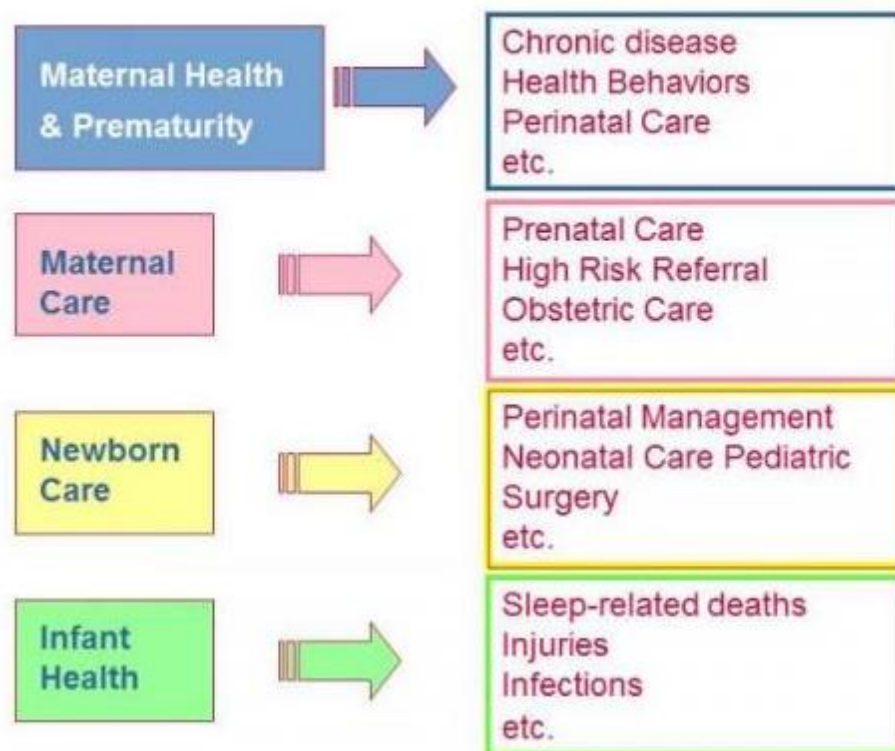 Maternal Health
& Prematurity
Chronic disease
Health Behaviors
Perinatal Care
etc.
Maternal
Care
Prenatal Care
High Risk Referral
Obstetric Care
etc.
Newborn
Care
Perinatal Management
Neonatal Care Pediatric
Surgery
etc.
Infant
Health
Sleep-related deaths
Injuries
Infections
etc.